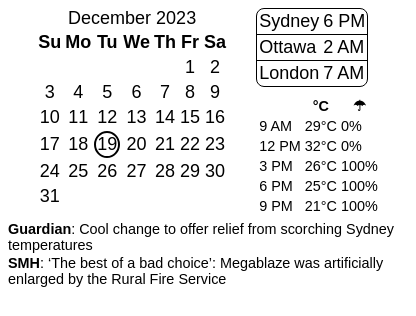 December 2023
Su Mo Tu We Th Fr Sa
1 2
3 4 5 6 7 8 9
10 11 12 13 14 15 16
17 18 19 20 21 22 23
24 25 26 27 28 29 30
31
Sydney 6 PM
Ottawa 2 AM
London 7 AM
°C ☂
9 AM 29°C 0%
12 PM 32°C 0%
3 PM 26°C 100%
6 PM 25°C 100%
9 PM 21°C 100%
Guardian: Cool change to offer relief from scorching Sydney
temperatures
SMH: ‘The best of a bad choice’: Megablaze was artificially
enlarged by the Rural Fire Service